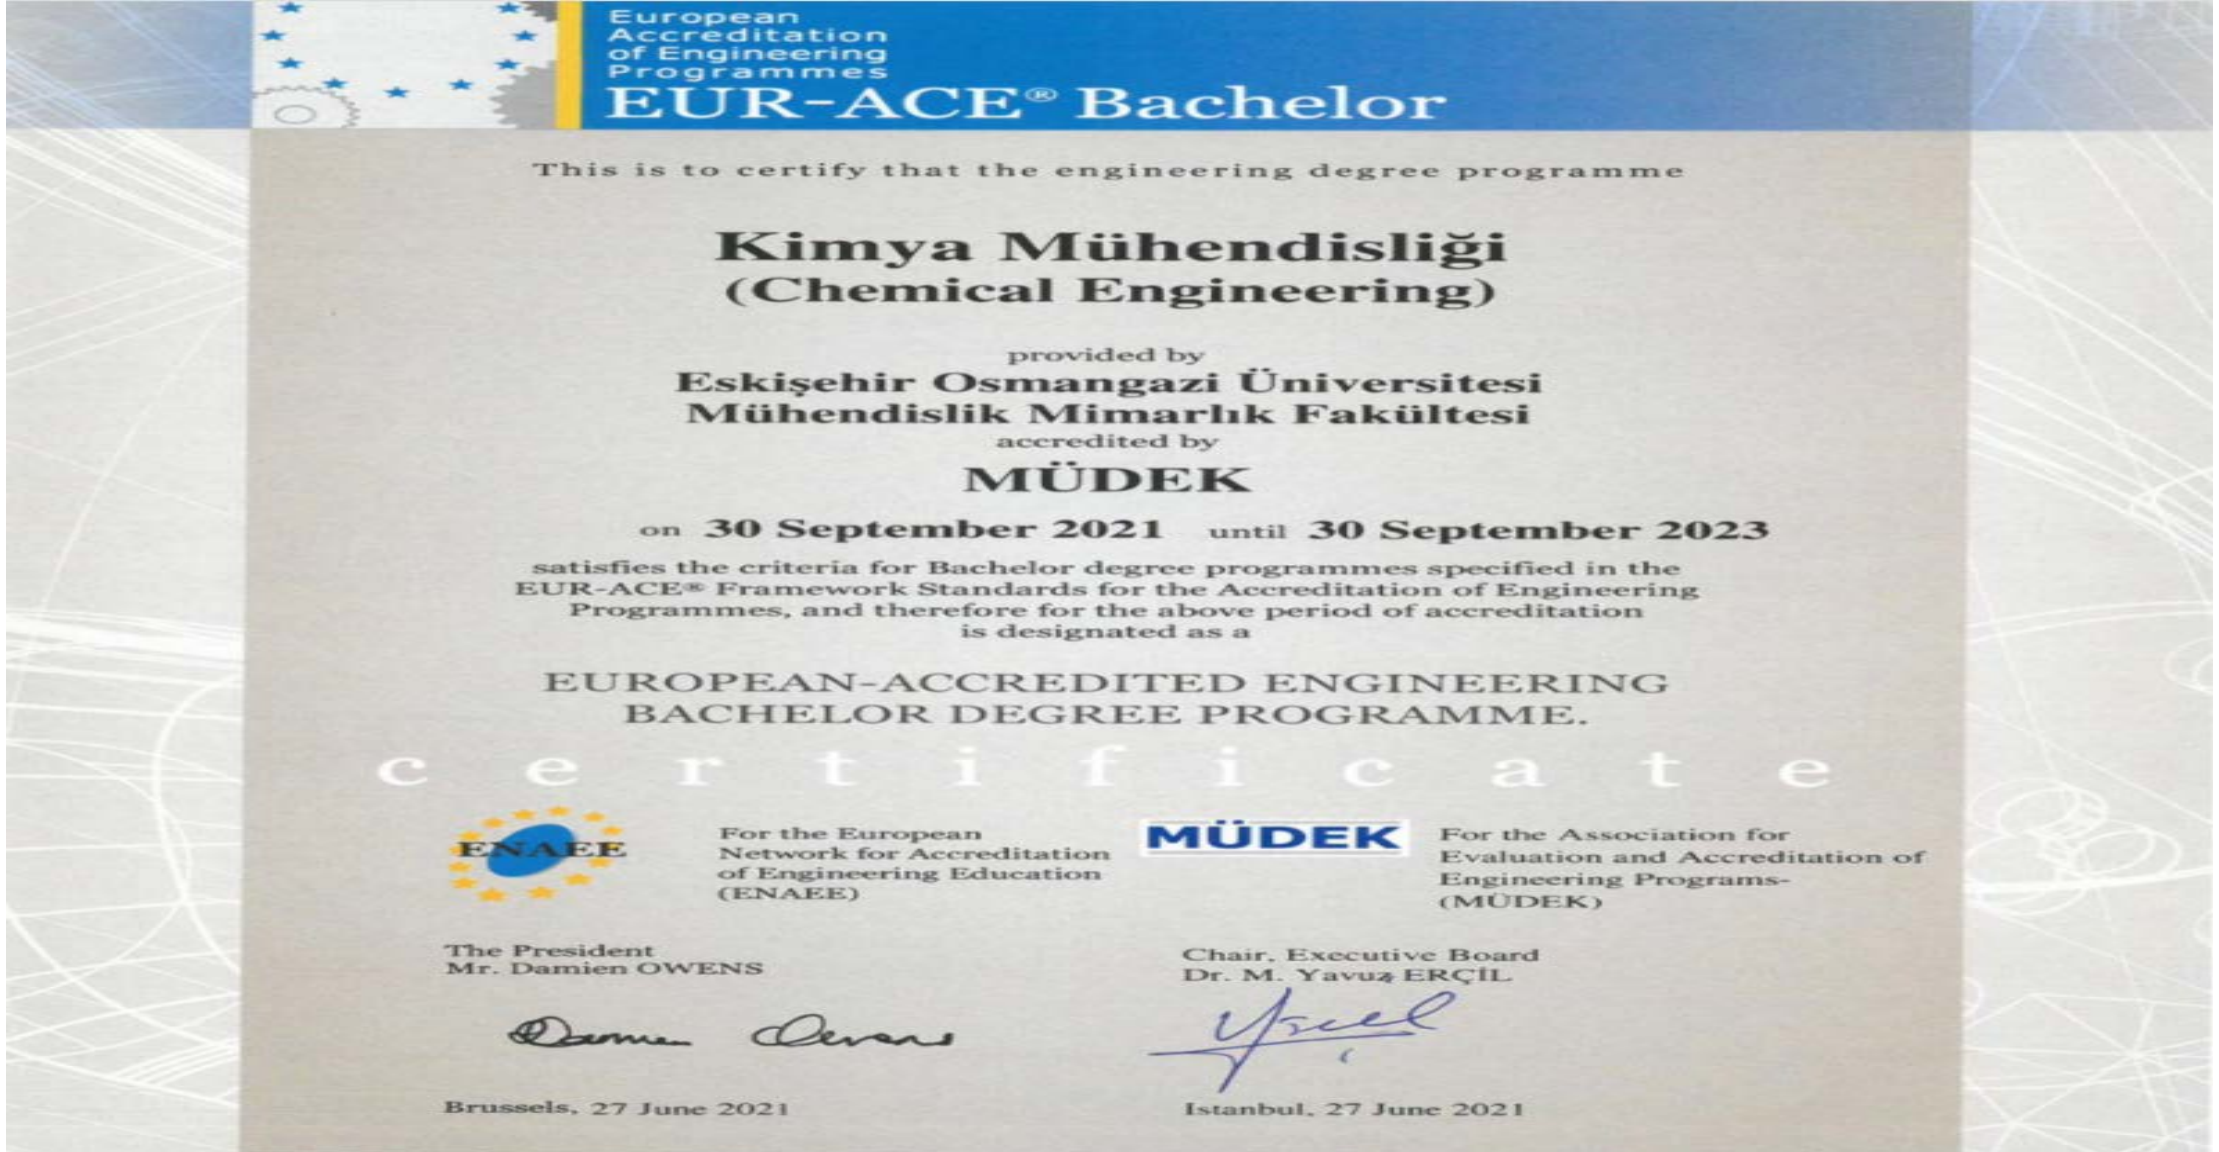 European
Accreditation
of Engineering
Programmes
EUR-ACE® Bachelor
This is to certify that the engineering degree programme
Kimya Mühendisliği
(Chemical Engineering)
provided by
Eskişehir Osmangazi Üniversitesi
Mühendislik Mimarlık Fakültesi
accredited by
MÜDEK
on 30 September 2021 until 30 September 2023
satisfies the criteria for Bachelor degree programmes specified in the
EUR-ACE® Framework Standards for the Accreditation of Engineering
Programmes, and therefore for the above period of accreditation
is designated as a
EUROPEAN-ACCREDITED ENGINEERING
BACHELOR DEGREE PROGRAMME.
certificate
ENAEE
For the European
Network for Accreditation
of Engineering Education
(ENAEE)
MÜDEK
For the Association for
Evaluation and Accreditation of
Engineering Programs-
(MÜDEK)
The President
Mr. Damien OWENS
Chair, Executive Board
Dr. M. Yavuz ERÇİL
Damien Owens
Brussels, 27 June 2021
Istanbul, 27 June 2021